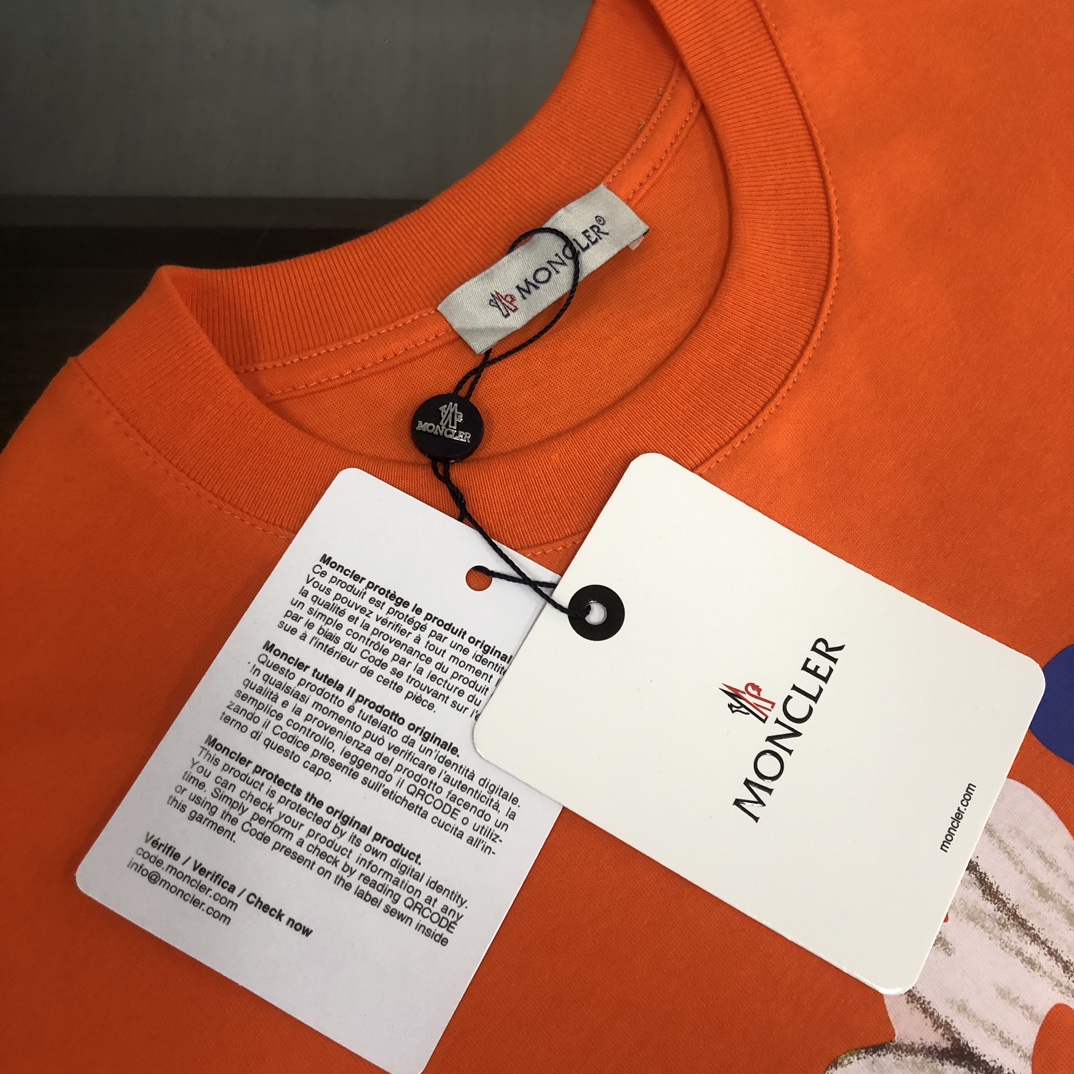 MONCLER®
MONCLER
Moncler protège le produit original
Ce produit est protégé par une
Vous pouvez vérifier à tout moment
la qualité et la provenance du produit
un simple contrôle par la lecture du
par le biais du Code se trouvant sur
sue à l'intérieur de cette pièce.
Moncler tutela il prodotto originale.
Questo prodotto è tutelato da un'identità digitale.
In qualsiasi momento può verificare l'autenticità, la
qualità e la provenienza del prodotto facendo un
semplice controllo, leggendo il QRCODE o utiliz-
zando il Codice presente sull'etichetta cucita all'in-
terno di questo capo.
Moncler protects the original product.
This product is protected by its own digital identity.
You can check your product information at any
time. Simply perform a check by reading QRCODE
or using the Code present on the label sewn inside
this garment.
Vérifie / Verifica / Check now
code.moncler.com
info@moncler.com
MONCLER
moncler.com